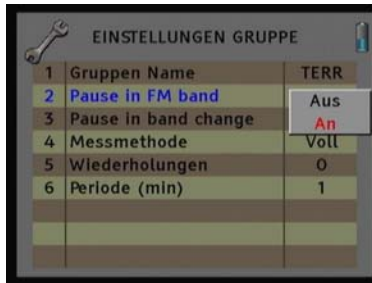 EINSTELLUNGEN GRUPPE
1 Gruppen Name TERR
2 Pause in FM band Aus
3 Pause in band change An
4 Messmethode Voll
5 Wiederholungen 0
6 Periode (min) 1